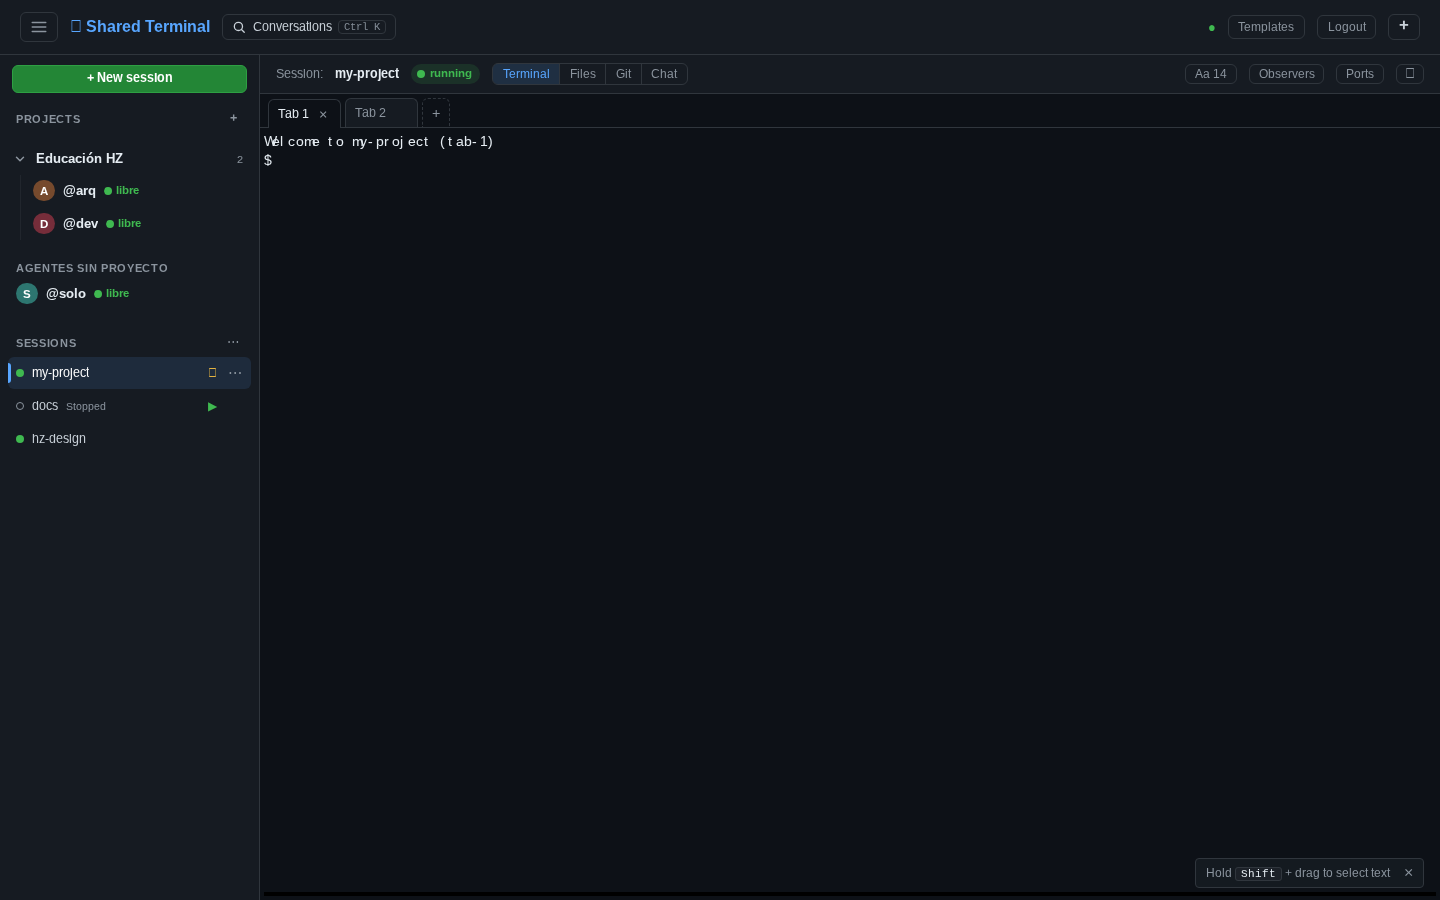 Shared Terminal
Conversations Ctrl K
Templates
Logout
+
+ New session
PROJECTS +
Educación HZ 2
A @arq libre
D @dev libre
AGENTES SIN PROYECTO
S @solo libre
SESSIONS ...
my-project ...
docs Stopped
hz-design
Session: my-project running
Terminal Files Git Chat
Aa 14 Observers Ports
Tab 1 × Tab 2 +
Welcome to my-project (tab-1)
$
Hold Shift + drag to select text ×